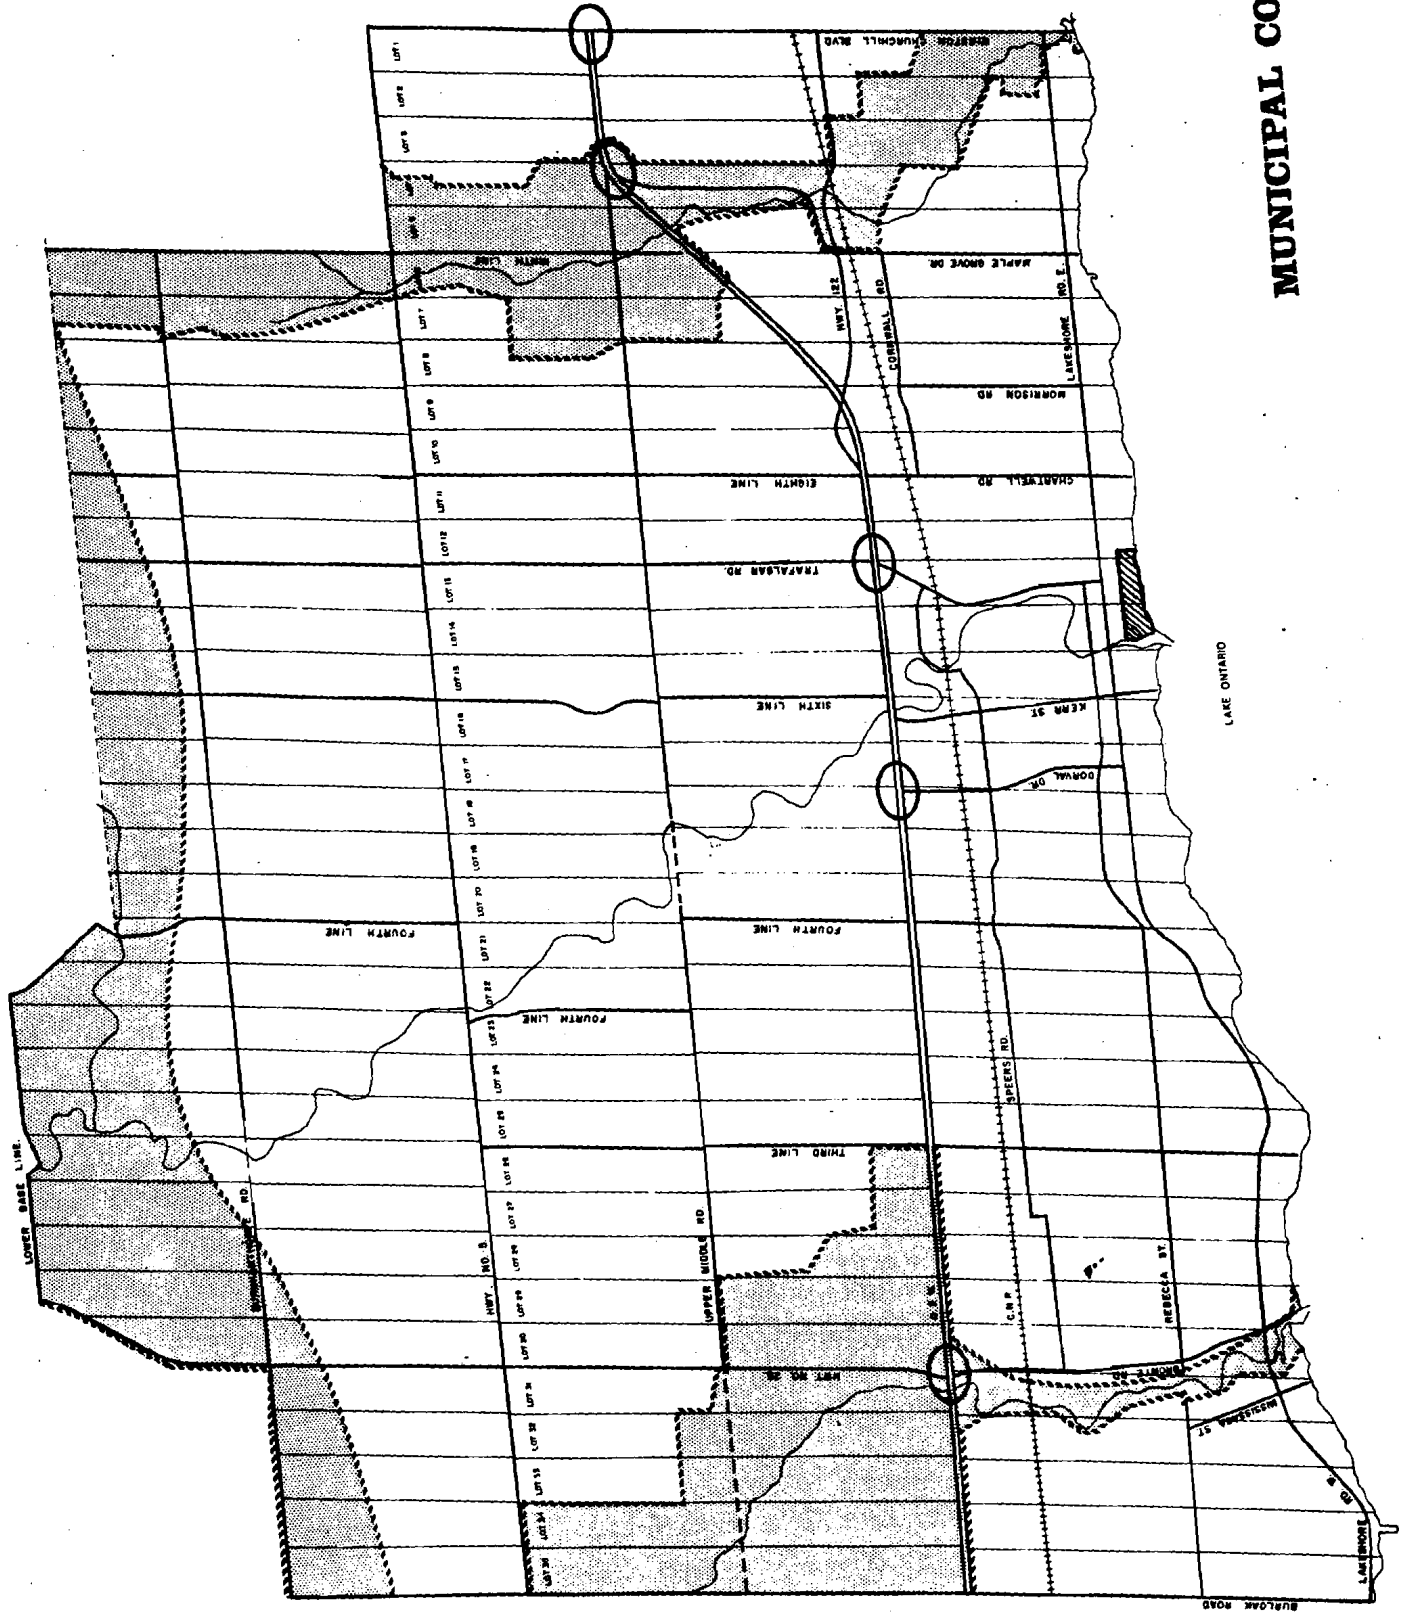 MUNICIPAL CO
LOT 1
LOT 2
LOT 3
CHURCHILL BLVD
NINTH LINE
LOT 7
LOT 8
LOT 9
LOT 10
LOT 11
LOT 12
LOT 13
LOT 14
LOT 15
LOT 16
LOT 17
LOT 18
LOT 19
LOT 20
LOT 21
LOT 22
LOT 23
LOT 24
LOT 25
LOT 26
LOT 27
LOT 28
LOT 29
LOT 30
LOT 31
LOT 32
LOT 33
LOT 34
LOT 35
MAPLE GROVE DR.
HWY 122
CORNWALL RD.
LAKESHORE RD. E.
MORRISON RD
EIGHTH LINE
CHARTWELL RD
TRAFALGAR RD.
SIXTH LINE
KERR ST
DORVAL DR.
LAKE ONTARIO
FOURTH LINE
FOURTH LINE
FOURTH LINE
SPEERS RD.
THIRD LINE
LOWER BASE LINE.
HWY. NO. 5.
UPPER MIDDLE RD
Q.E.W.
C.N.R.
REBECCA ST.
HWY. NO. 25
BRONTE RD.
MISSISSAGA ST
LAKESHORE RD. W.
BURLOAK ROAD